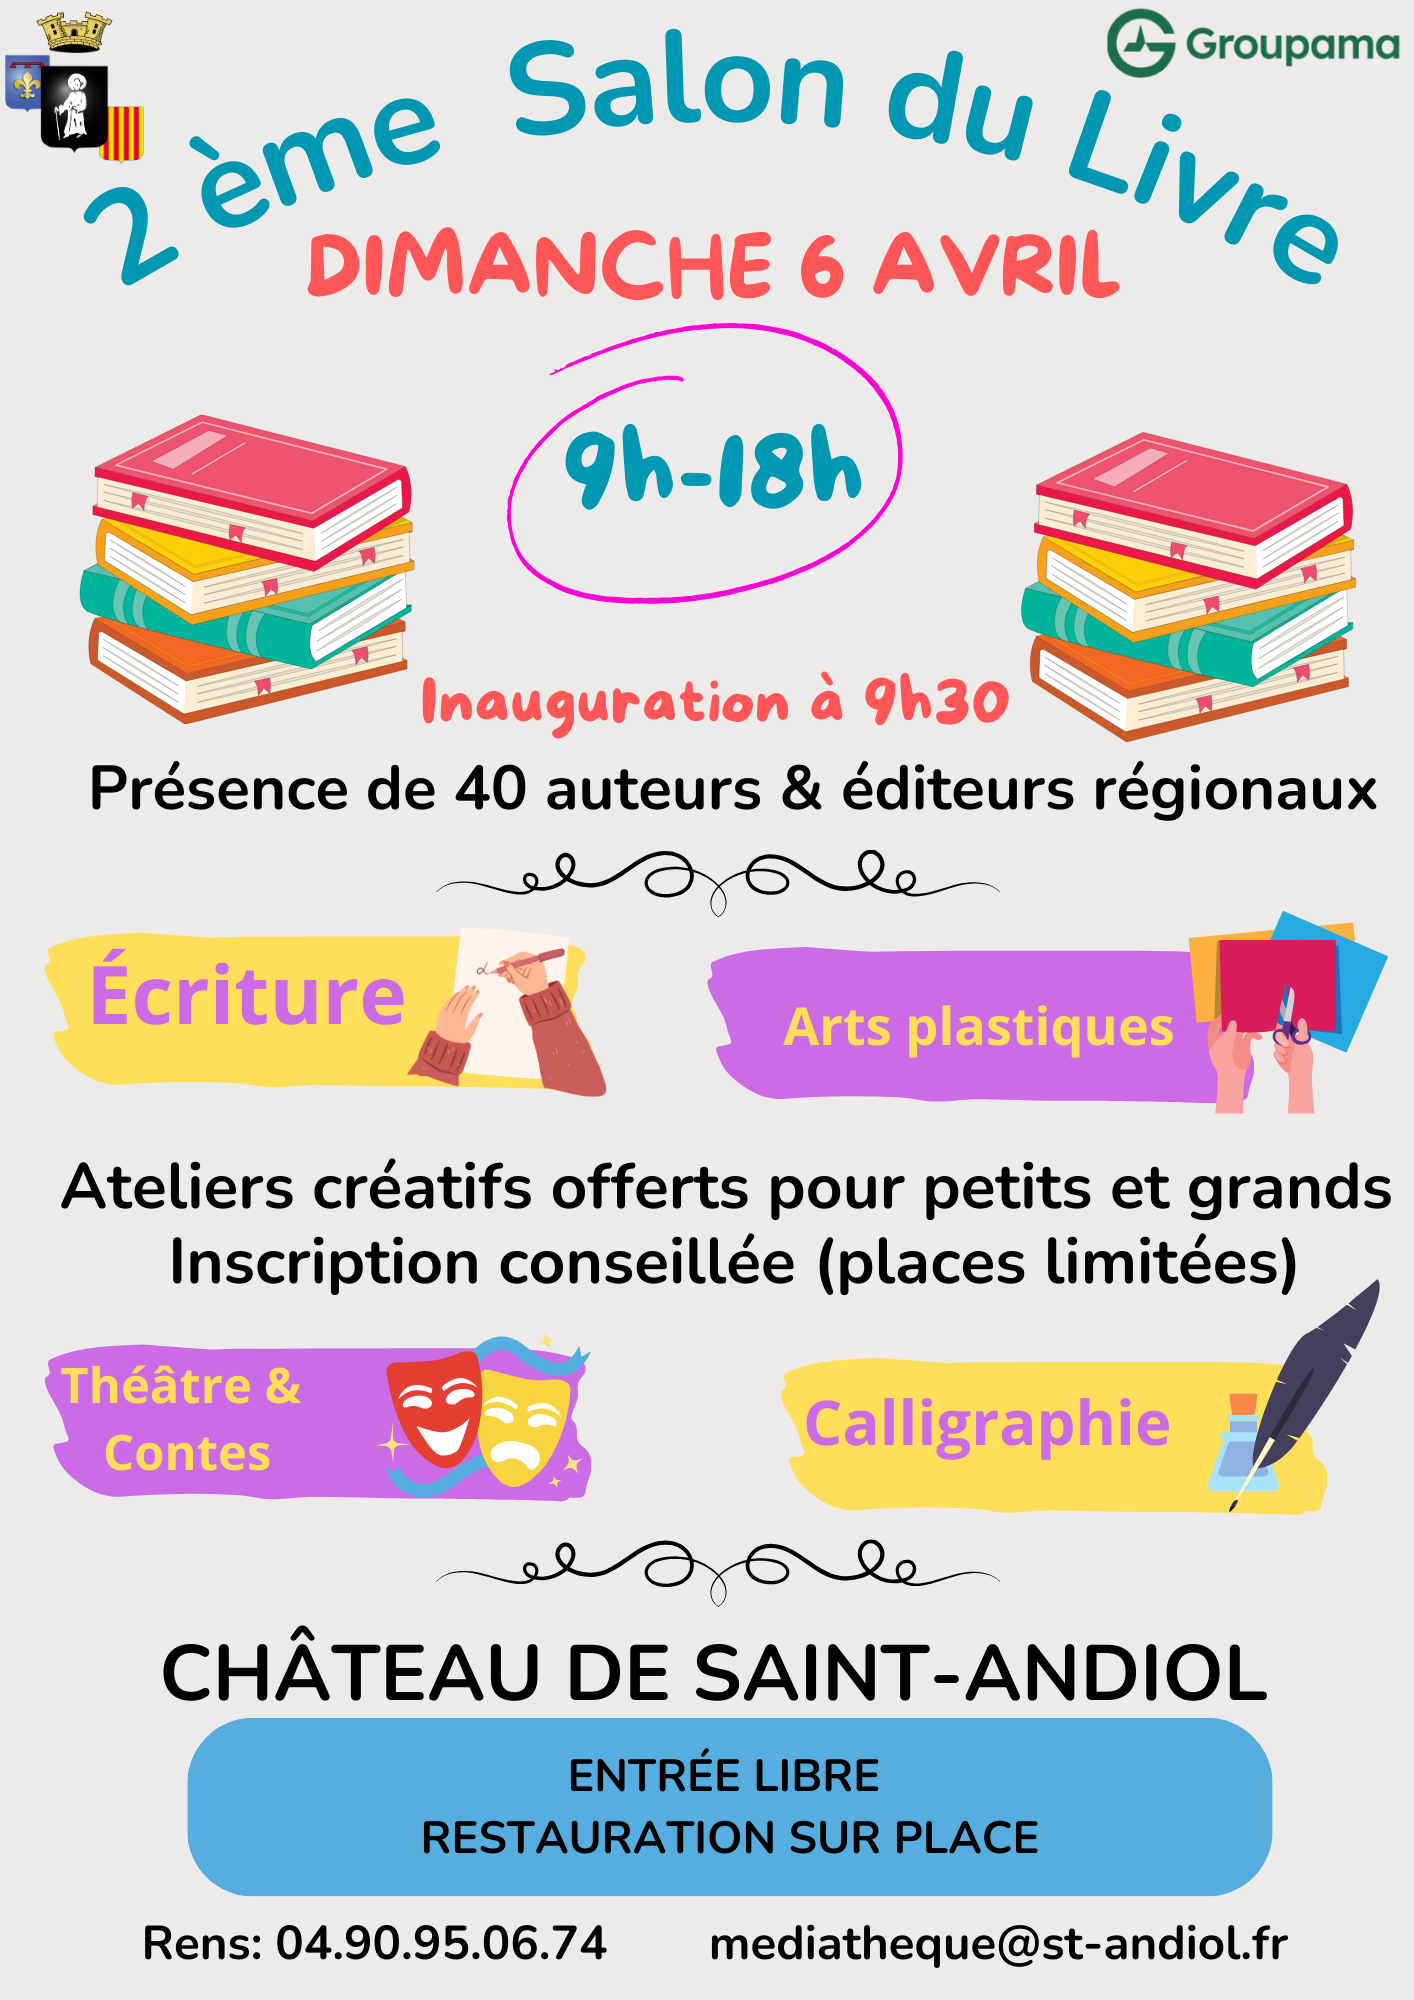 Groupama
2 ème Salon du Livre
DIMANCHE 6 AVRIL
9h-18h
Inauguration à 9h30
Présence de 40 auteurs & éditeurs régionaux
Écriture
Arts plastiques
Ateliers créatifs offerts pour petits et grands
Inscription conseillée (places limitées)
Théâtre &
Contes
Calligraphie
CHÂTEAU DE SAINT-ANDIOL
ENTRÉE LIBRE
RESTAURATION SUR PLACE
Rens: 04.90.95.06.74 mediatheque@st-andiol.fr